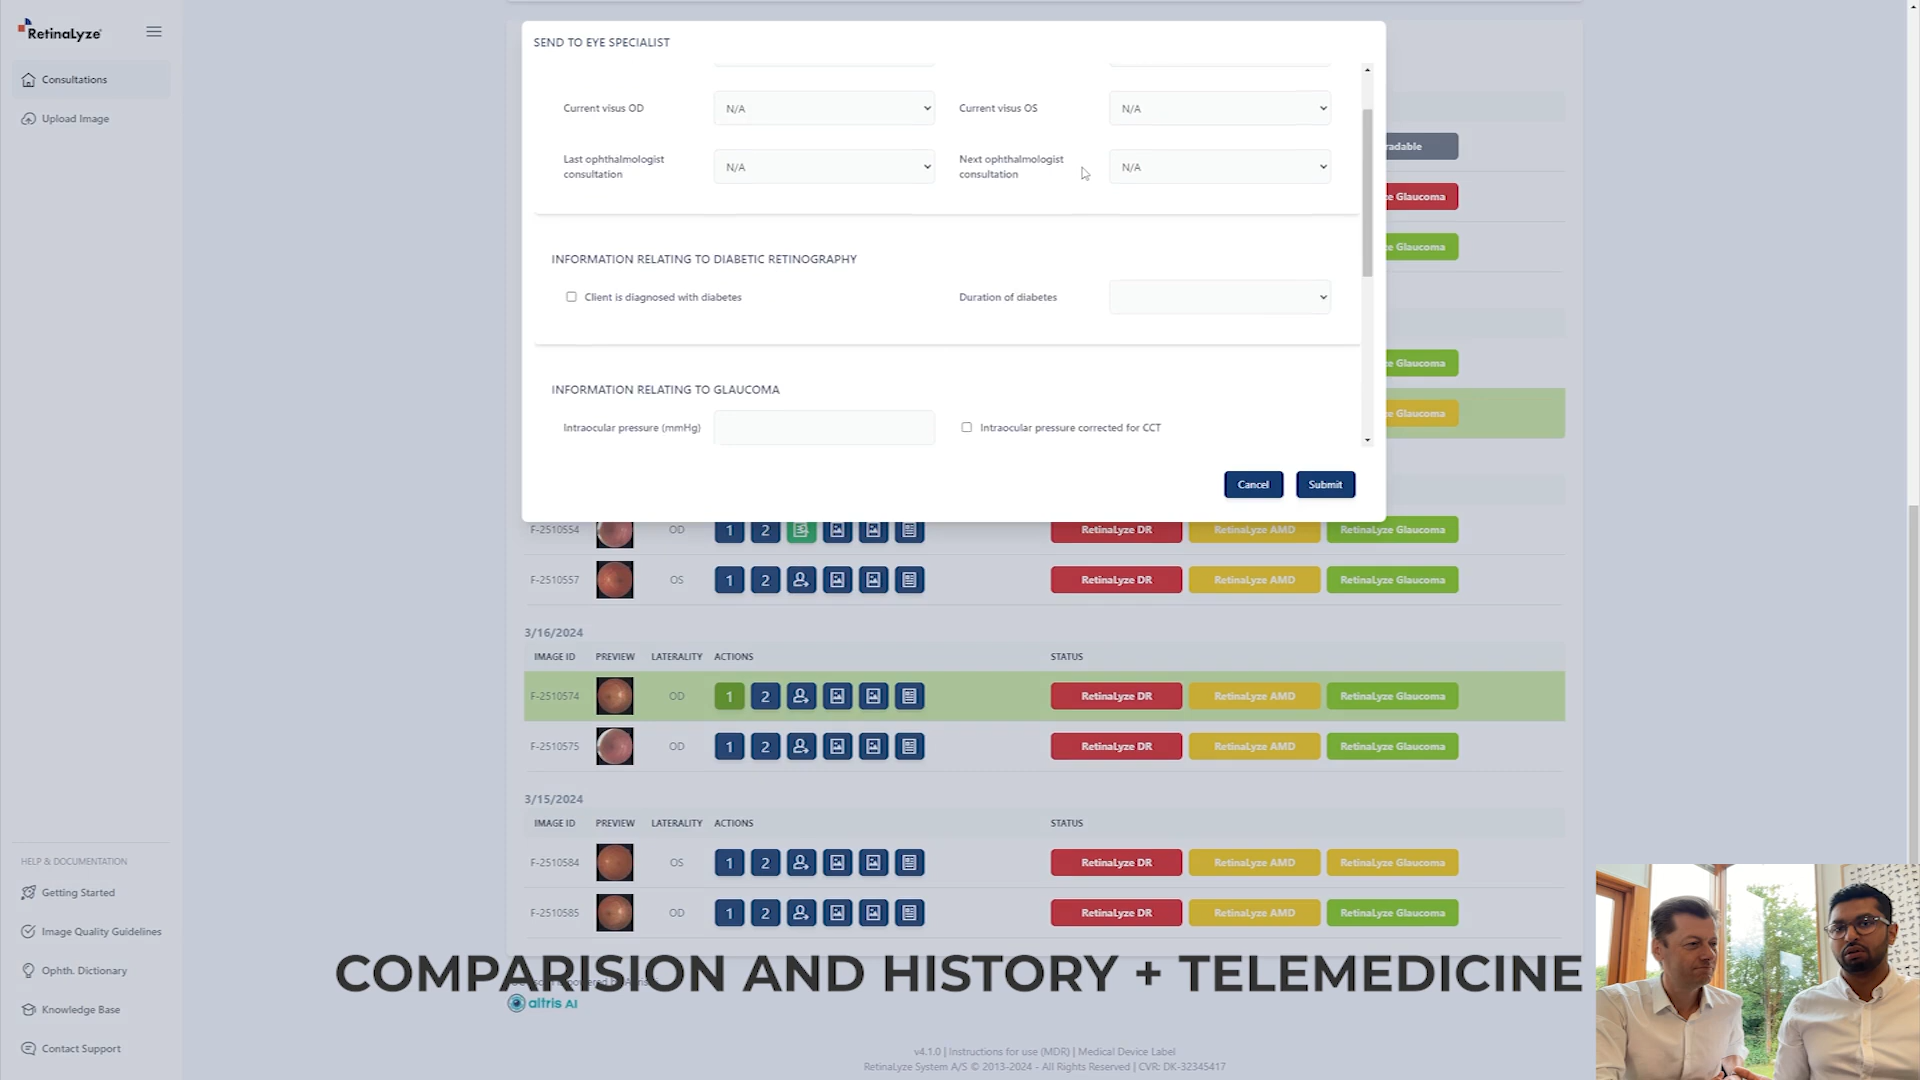 RetinaLyze
Consultations
Upload Image
SEND TO EYE SPECIALIST
Current visus OD
N/A
Current visus OS
N/A
Last ophthalmologist
consultation
N/A
Next ophthalmologist
consultation
N/A
INFORMATION RELATING TO DIABETIC RETINOGRAPHY
Client is diagnosed with diabetes
Duration of diabetes
INFORMATION RELATING TO GLAUCOMA
Intraocular pressure (mmHg)
Intraocular pressure corrected for CCT
Cancel
Submit
radable
e Glaucoma
e Glaucoma
e Glaucoma
e Glaucoma
F-2510554 OD 1 2 RetinaLyze DR RetinaLyze AMD RetinaLyze Glaucoma
F-2510557 OS 1 2 RetinaLyze DR RetinaLyze AMD RetinaLyze Glaucoma
3/16/2024
IMAGE ID PREVIEW LATERALITY ACTIONS STATUS
F-2510574 OD 1 2 RetinaLyze DR RetinaLyze AMD RetinaLyze Glaucoma
F-2510575 OD 1 2 RetinaLyze DR RetinaLyze AMD RetinaLyze Glaucoma
3/15/2024
IMAGE ID PREVIEW LATERALITY ACTIONS STATUS
F-2510584 OS 1 2 RetinaLyze DR RetinaLyze AMD RetinaLyze Glaucoma
F-2510585 OD 1 2 RetinaLyze DR RetinaLyze AMD RetinaLyze Glaucoma
HELP & DOCUMENTATION
Getting Started
Image Quality Guidelines
Ophth. Dictionary
Knowledge Base
Contact Support
COMPARISION AND HISTORY + TELEMEDICINE
altris AI
v4.1.0 | Instructions for use (MDR) | Medical Device Label
RetinaLyze System A/S © 2013-2024 - All Rights Reserved | CVR: DK-32345417